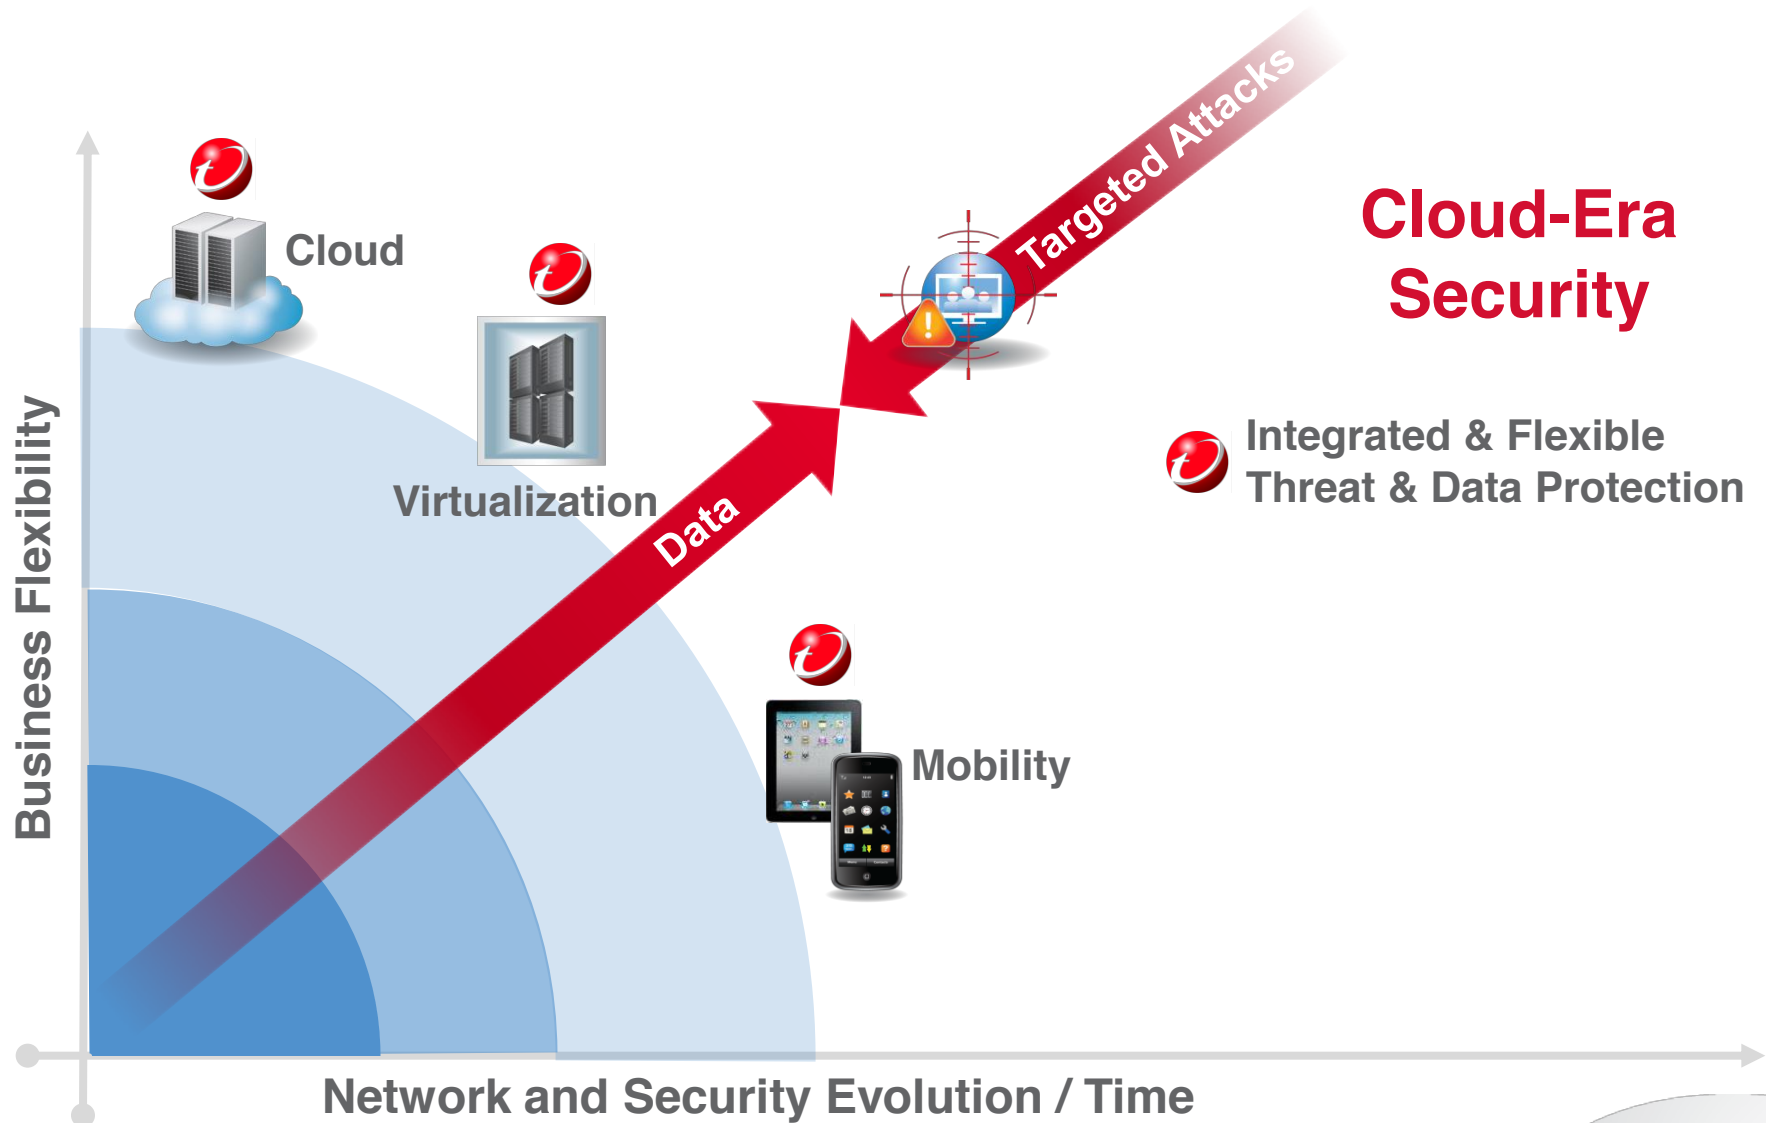 Targeted Attacks
Cloud-Era
Security
Cloud
Integrated & Flexible
Threat & Data Protection
Virtualization
Data
Business Flexibility
Mobility
Network and Security Evolution / Time